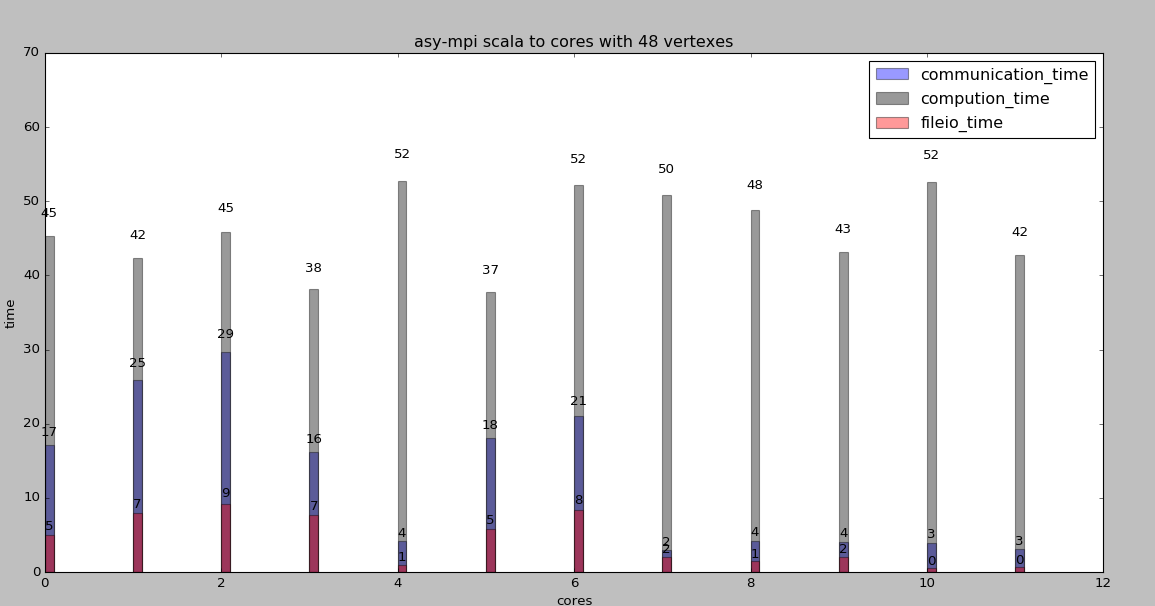 asy-mpi scala to cores with 48 vertexes
communication_time
compution_time
fileio_time
time
70
60
50
40
30
20
10
0
45 42 45 38 52 37 52 50 48 43 52 42
17 25 29 16 4 18 21 2 4 4 3 3
5 7 9 7 1 5 8 2 1 2 0 0
0 2 4 6 8 10 12
cores